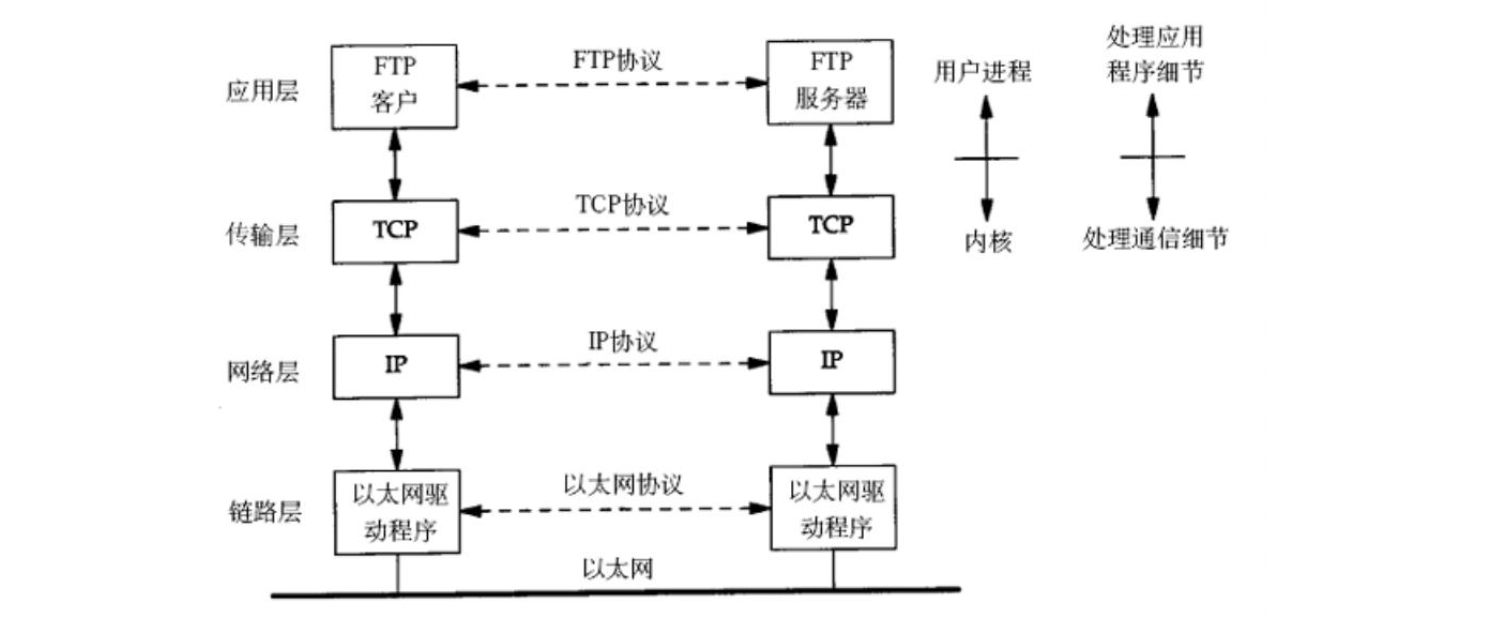 FTP协议
应用层
FTP
客户
FTP
服务器
用户进程
处理应用
程序细节
TCP协议
传输层
TCP
TCP
内核
处理通信细节
IP协议
网络层
IP
IP
以太网协议
链路层
以太网驱
动程序
以太网驱
动程序
以太网